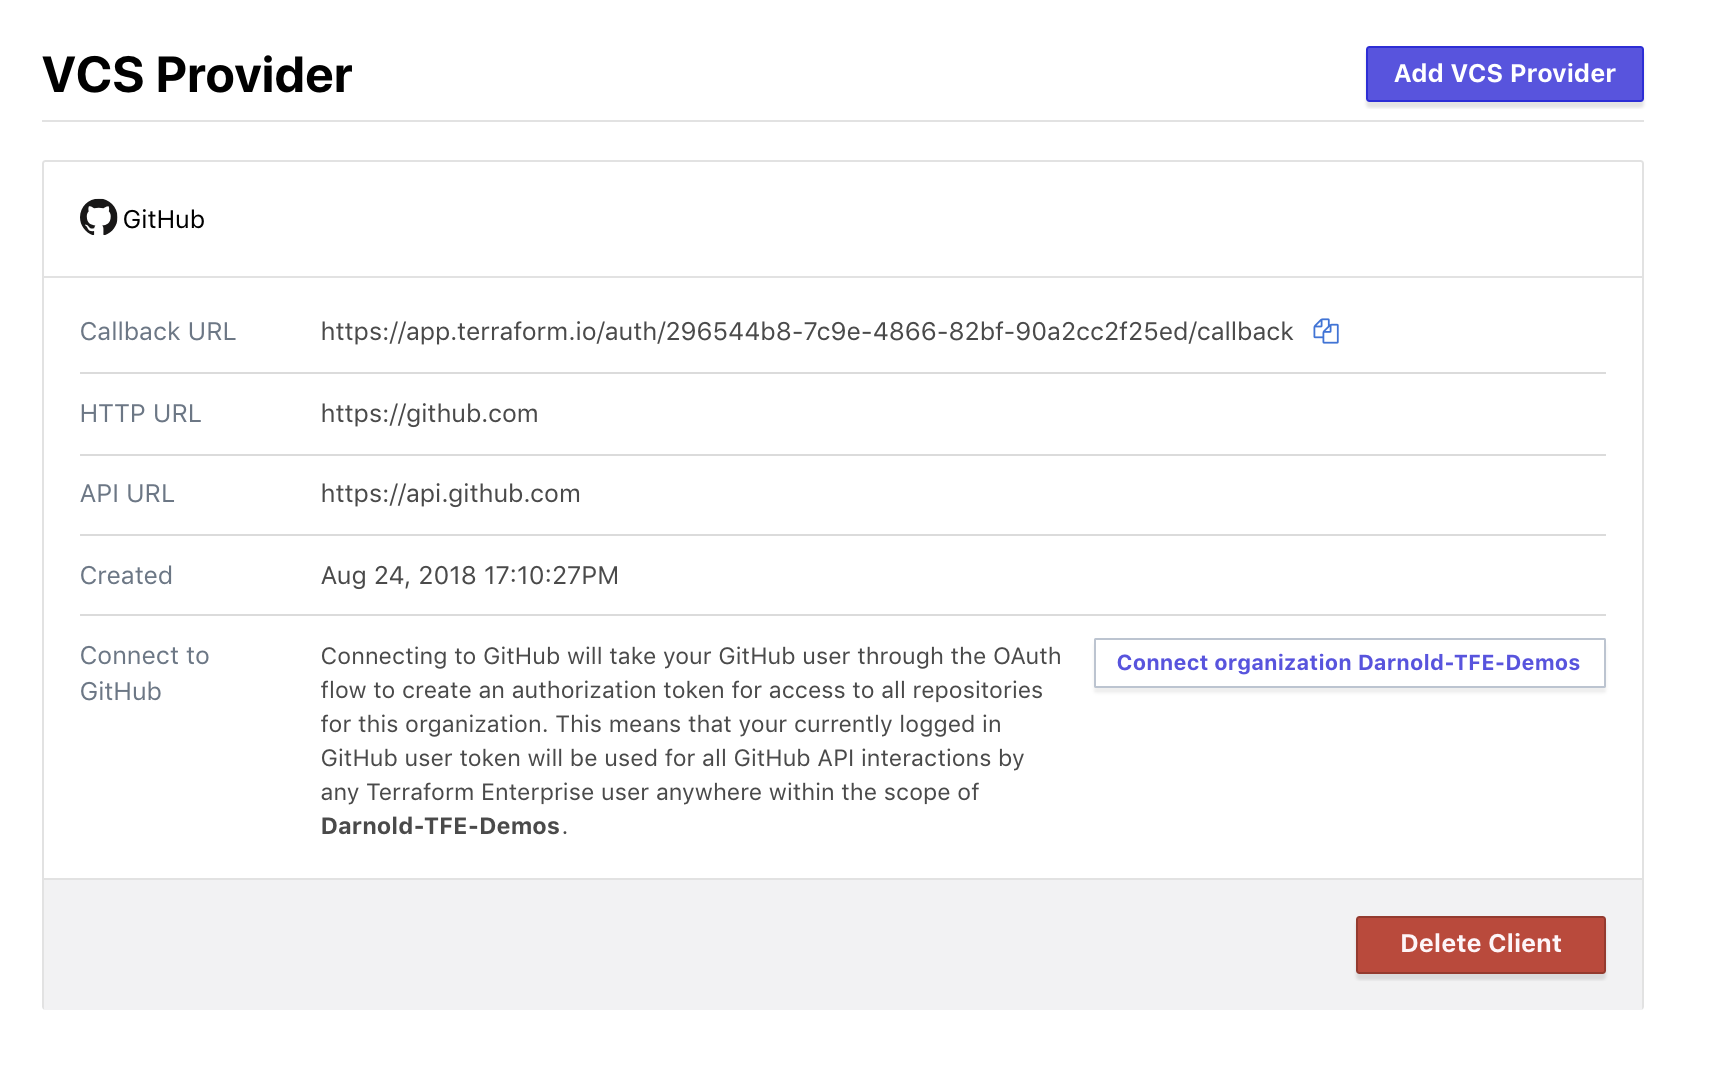 VCS Provider
Add VCS Provider
GitHub
Callback URL https://app.terraform.io/auth/296544b8-7c9e-4866-82bf-90a2cc2f25ed/callback
HTTP URL https://github.com
API URL https://api.github.com
Created Aug 24, 2018 17:10:27PM
Connect to
GitHub
Connecting to GitHub will take your GitHub user through the OAuth
flow to create an authorization token for access to all repositories
for this organization. This means that your currently logged in
GitHub user token will be used for all GitHub API interactions by
any Terraform Enterprise user anywhere within the scope of
Darnold-TFE-Demos.
Connect organization Darnold-TFE-Demos
Delete Client